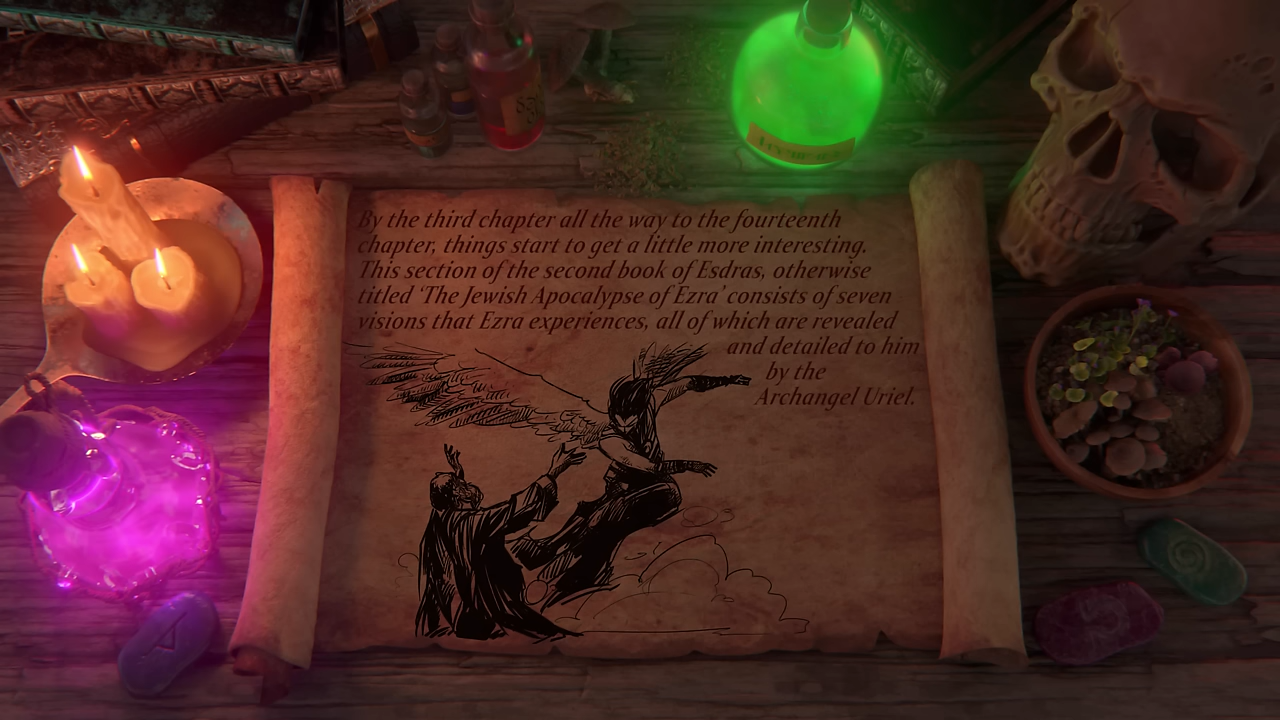 By the third chapter all the way to the fourteenth
chapter, things start to get a little more interesting.
This section of the second book of Esdras, otherwise
titled ‘The Jewish Apocalypse of Ezra’ consists of seven
visions that Ezra experiences, all of which are revealed
and detailed to him
by the
Archangel Uriel.